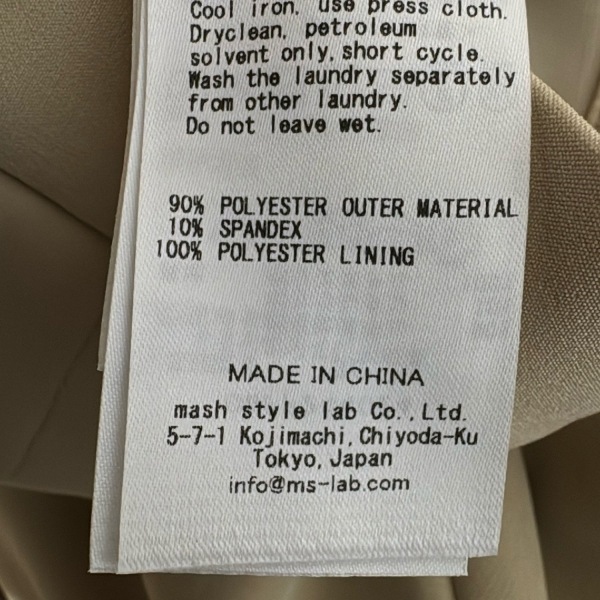 Cool iron, use press cloth.
Dryclean, petroleum
solvent only, short cycle.
Wash the laundry separately
from other laundry.
Do not leave wet.
90% POLYESTER OUTER MATERIAL
10% SPANDEX
100% POLYESTER LINING
MADE IN CHINA
mash style lab Co., Ltd.
5-7-1 Kojimachi, Chiyoda-Ku
Tokyo, Japan
info@ms-lab.com